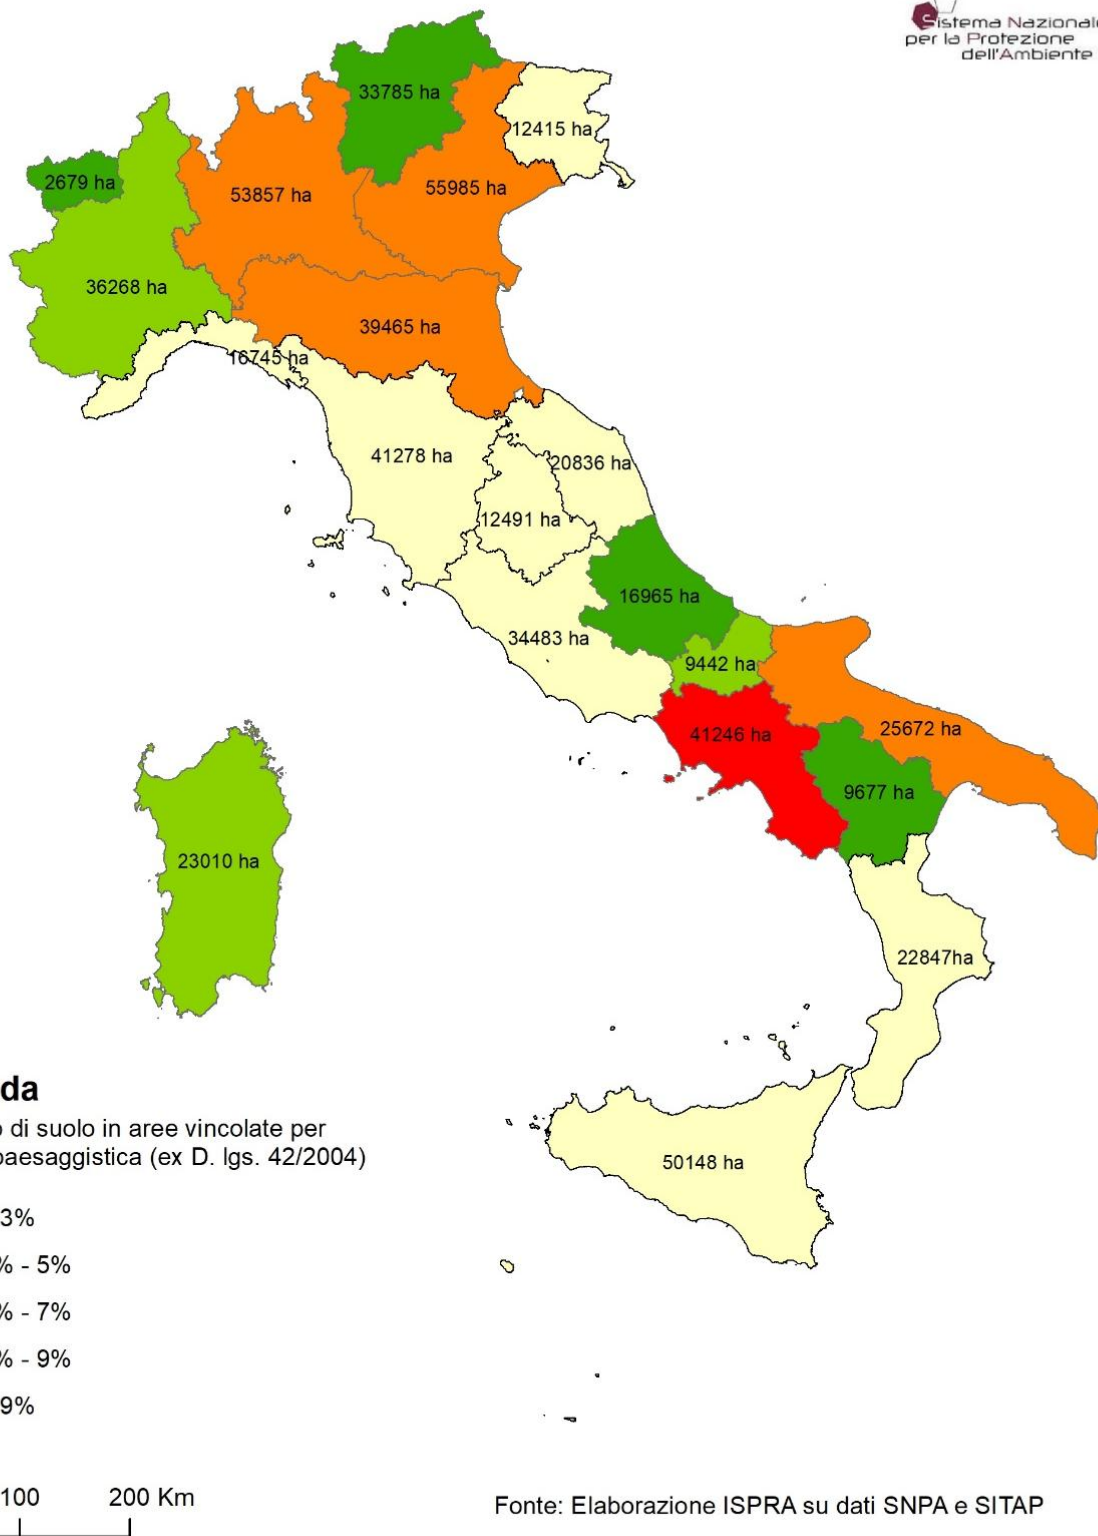 Sistema Nazionale
per la Protezione
dell'Ambiente
33785 ha
12415 ha
2679 ha
53857 ha
55985 ha
36268 ha
39465 ha
16745 ha
41278 ha
20836 ha
12491 ha
16965 ha
34483 ha
9442 ha
41246 ha
25672 ha
9677 ha
23010 ha
22847ha
50148 ha
da
o di suolo in aree vincolate per
paesaggistica (ex D. lgs. 42/2004)
3%
% - 5%
% - 7%
% - 9%
9%
100 200 Km
Fonte: Elaborazione ISPRA su dati SNPA e SITAP